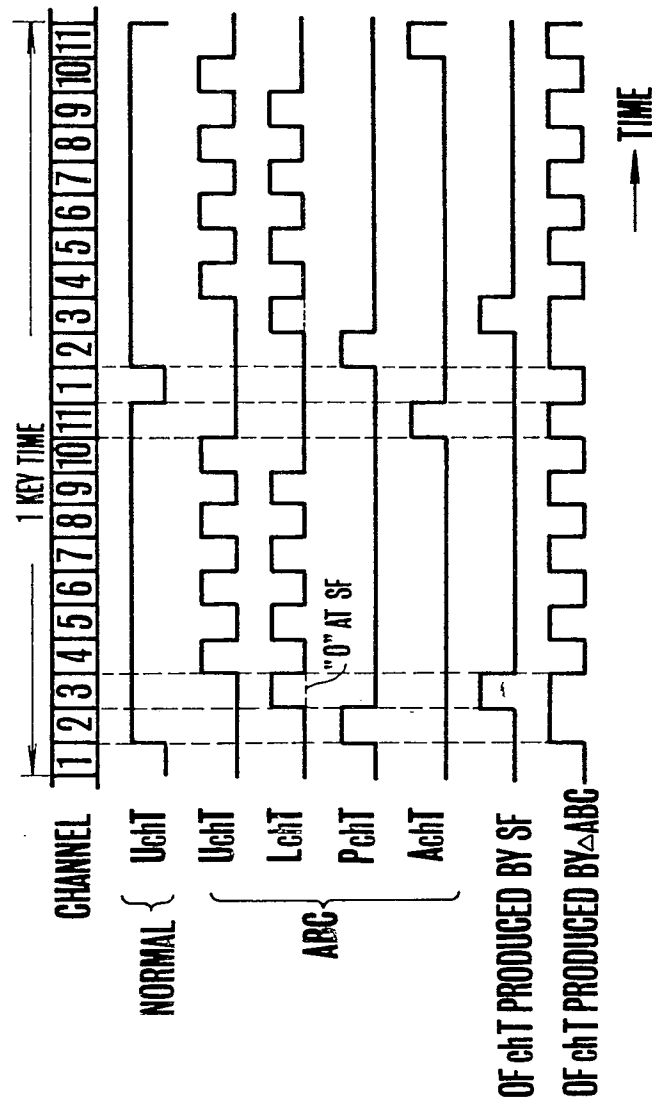 1 KEY TIME
CHANNEL 1 2 3 4 5 6 7 8 9 10 11 1 2 3 4 5 6 7 8 9 10 11
NORMAL { UchT
ABC { UchT
LchT
"0" AT SF
PchT
AchT
OF chT PRODUCED BY SF
OF chT PRODUCED BY△ABC
→ TIME